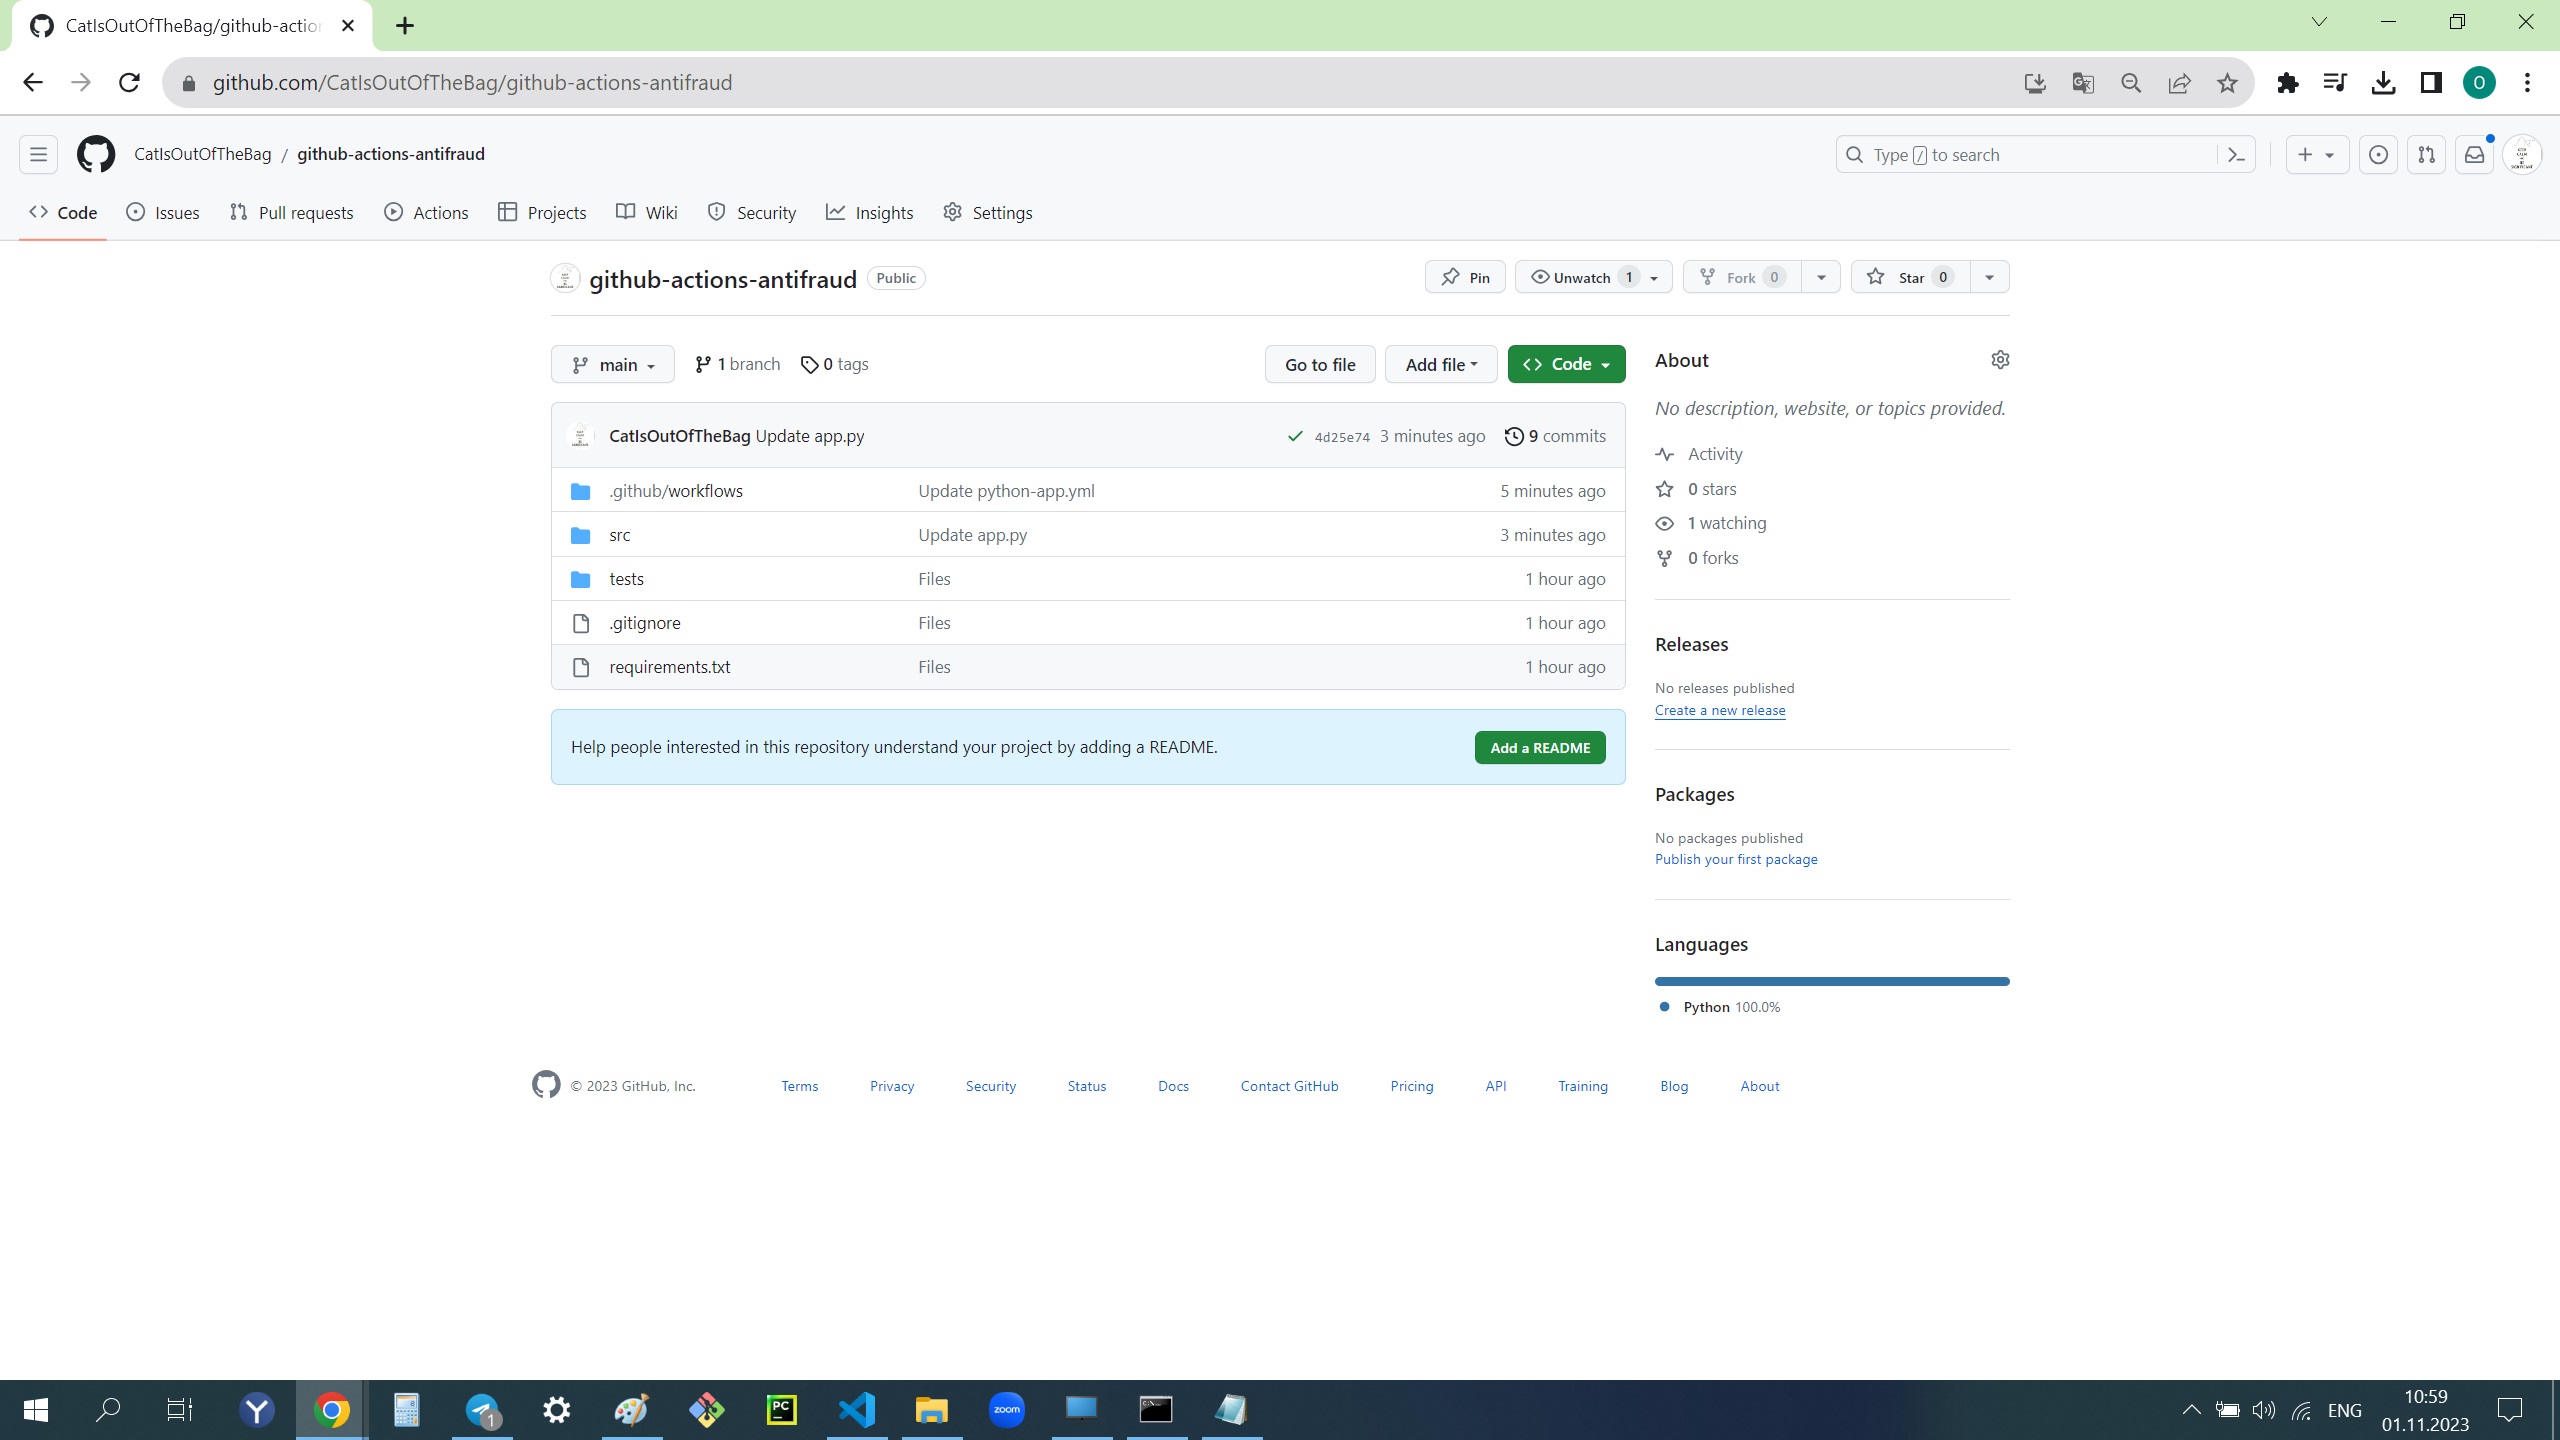 CatIsOutOfTheBag/github-action
github.com/CatIsOutOfTheBag/github-actions-antifraud
O
CatIsOutOfTheBag / github-actions-antifraud
Type / to search
Code Issues Pull requests Actions Projects Wiki Security Insights Settings
github-actions-antifraud Public
Pin Unwatch 1 Fork 0 Star 0
main 1 branch 0 tags Go to file Add file Code
CatIsOutOfTheBag Update app.py 4d25e74 3 minutes ago 9 commits
.github/workflows Update python-app.yml 5 minutes ago
src Update app.py 3 minutes ago
tests Files 1 hour ago
.gitignore Files 1 hour ago
requirements.txt Files 1 hour ago
Help people interested in this repository understand your project by adding a README. Add a README
About
No description, website, or topics provided.
Activity
0 stars
1 watching
0 forks
Releases
No releases published
Create a new release
Packages
No packages published
Publish your first package
Languages
Python 100.0%
© 2023 GitHub, Inc. Terms Privacy Security Status Docs Contact GitHub Pricing API Training Blog About
1
PC
zoom
ENG
10:59
01.11.2023